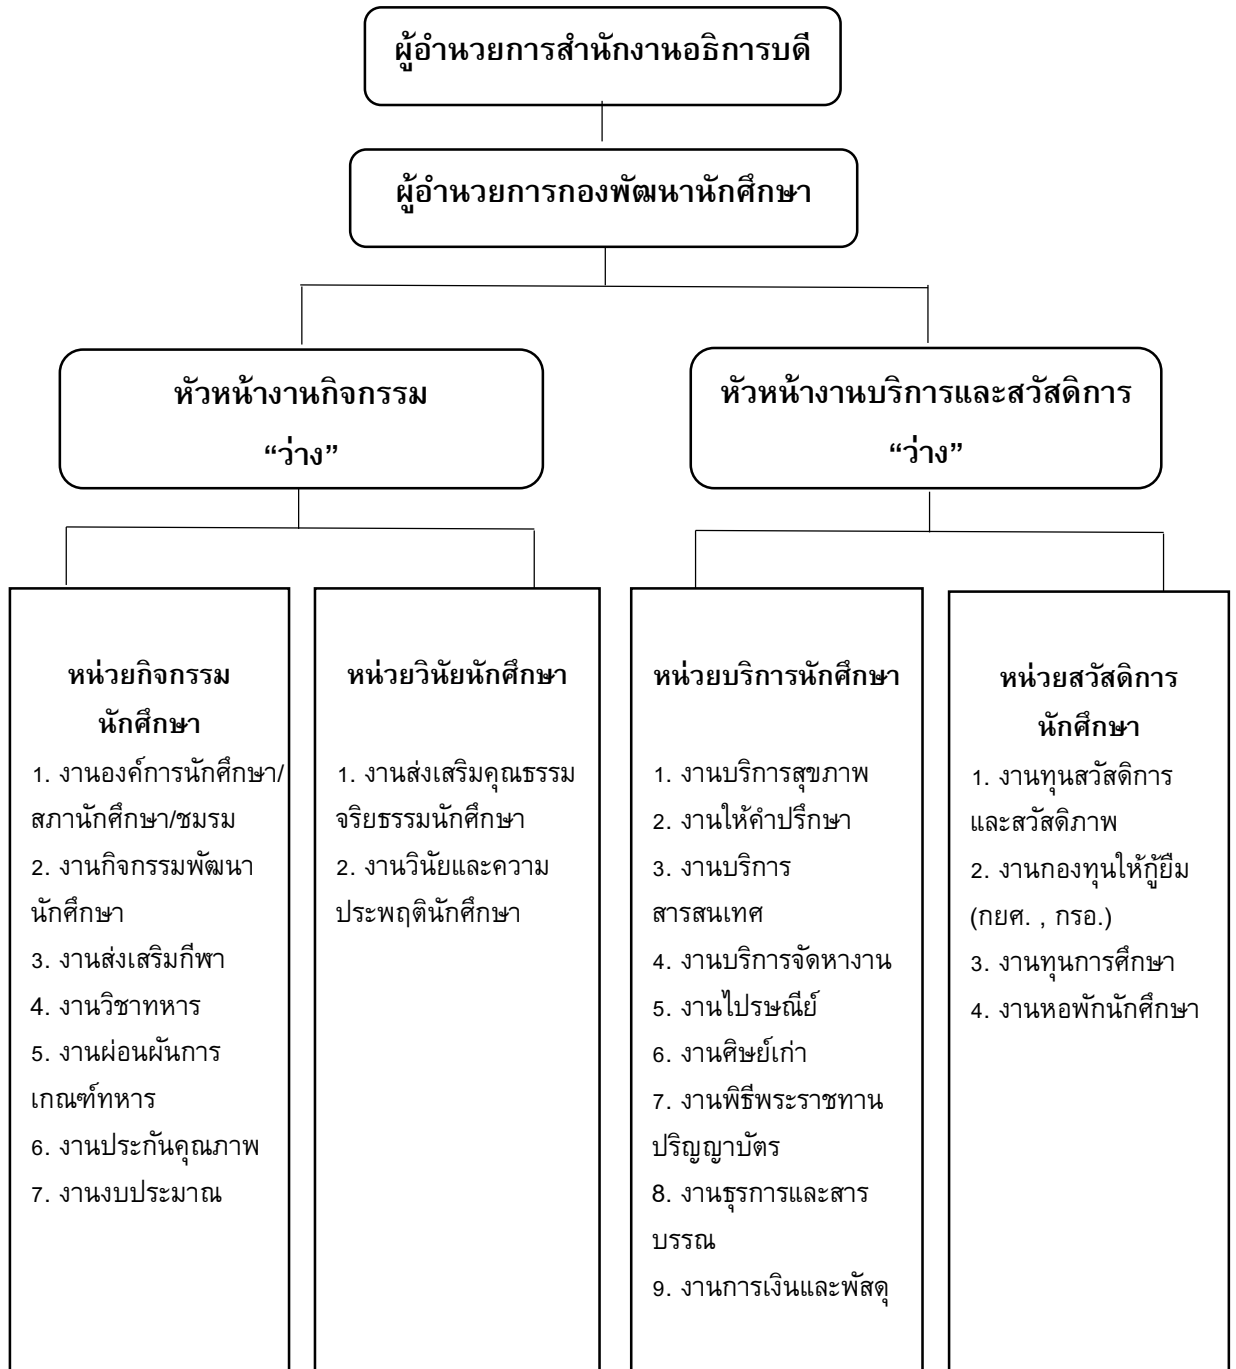 ผู้อำนวยการสำนักงานอธิการบดี
ผู้อำนวยการกองพัฒนานักศึกษา
หัวหน้างานกิจกรรม
“ว่าง”
หัวหน้างานบริการและสวัสดิการ
“ว่าง”
หน่วยกิจกรรม
นักศึกษา
1. งานองค์การนักศึกษา/
สภานักศึกษา/ชมรม
2. งานกิจกรรมพัฒนา
นักศึกษา
3. งานส่งเสริมกีฬา
4. งานวิชาทหาร
5. งานผ่อนผันการ
เกณฑ์ทหาร
6. งานประกันคุณภาพ
7. งานงบประมาณ
หน่วยวินัยนักศึกษา
1. งานส่งเสริมคุณธรรม
จริยธรรมนักศึกษา
2. งานวินัยและความ
ประพฤตินักศึกษา
หน่วยบริการนักศึกษา
1. งานบริการสุขภาพ
2. งานให้คำปรึกษา
3. งานบริการ
สารสนเทศ
4. งานบริการจัดหางาน
5. งานไปรษณีย์
6. งานศิษย์เก่า
7. งานพิธีพระราชทาน
ปริญญาบัตร
8. งานธุรการและสาร
บรรณ
9. งานการเงินและพัสดุ
หน่วยสวัสดิการ
นักศึกษา
1. งานทุนสวัสดิการ
และสวัสดิภาพ
2. งานกองทุนให้กู้ยืม
(กยศ. , กรอ.)
3. งานทุนการศึกษา
4. งานหอพักนักศึกษา